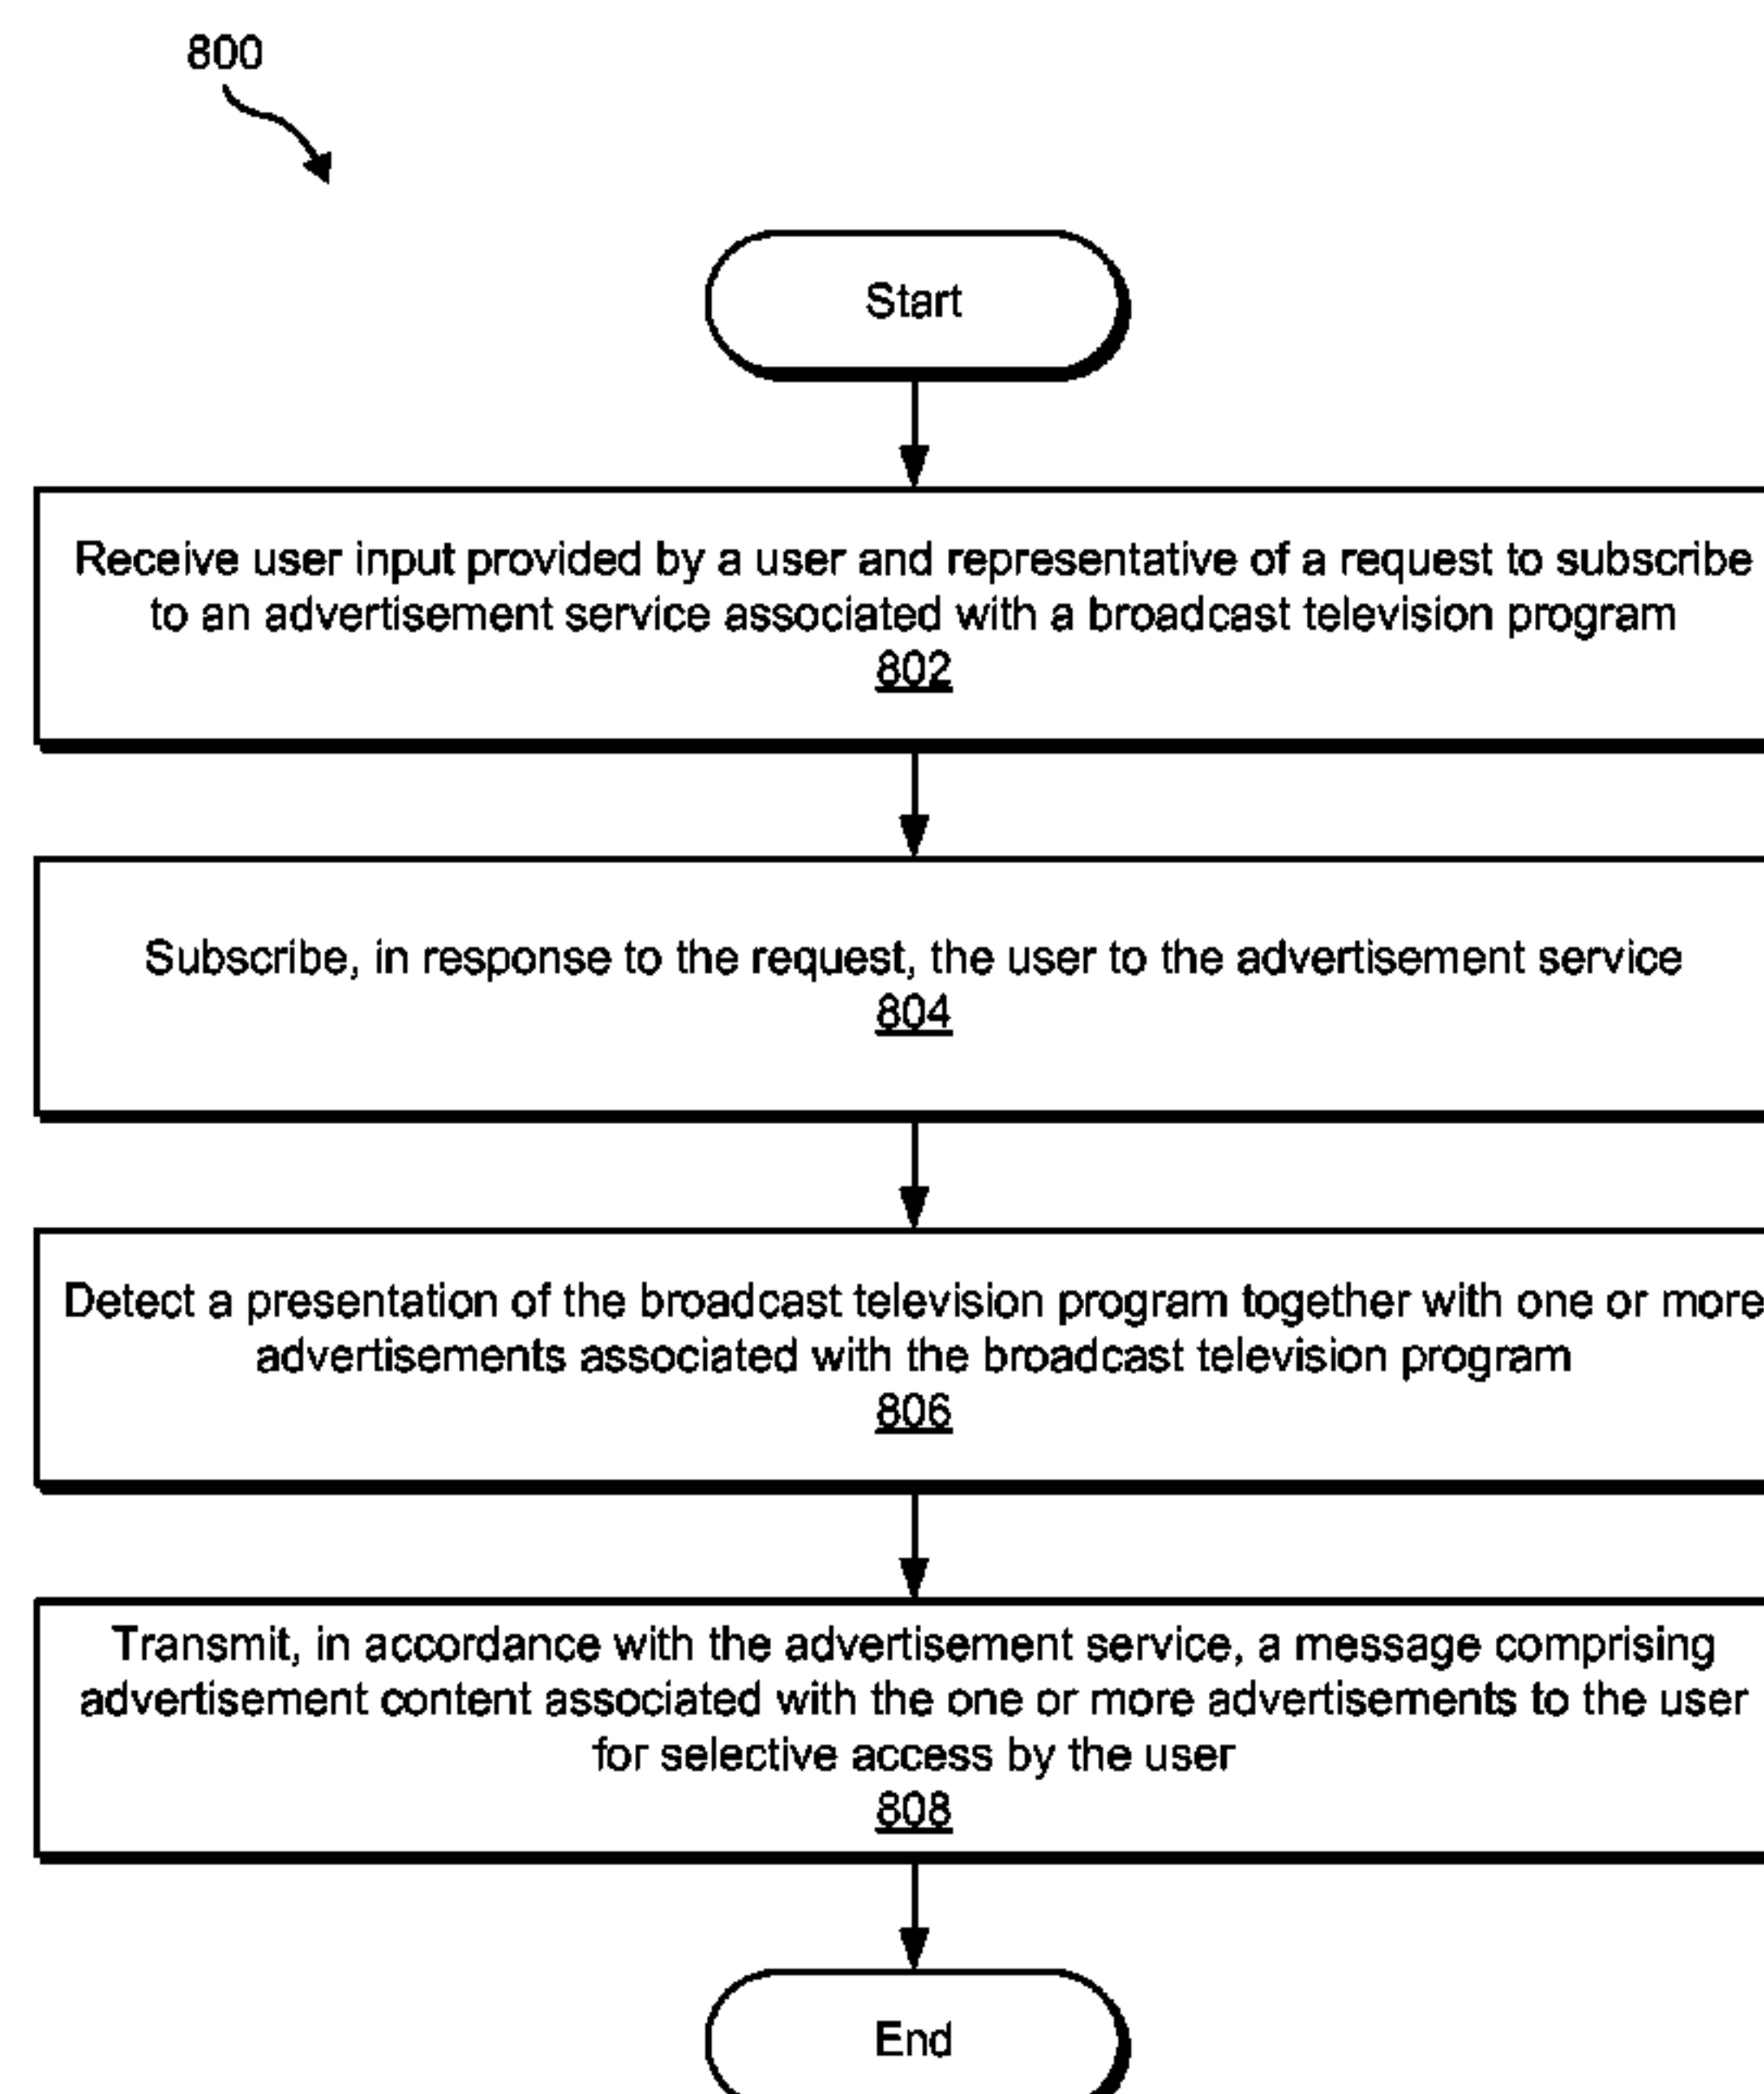 800
Start
Receive user input provided by a user and representative of a request to subscribe
to an advertisement service associated with a broadcast television program
802
Subscribe, in response to the request, the user to the advertisement service
804
Detect a presentation of the broadcast television program together with one or more
advertisements associated with the broadcast television program
806
Transmit, in accordance with the advertisement service, a message comprising
advertisement content associated with the one or more advertisements to the user
for selective access by the user
808
End